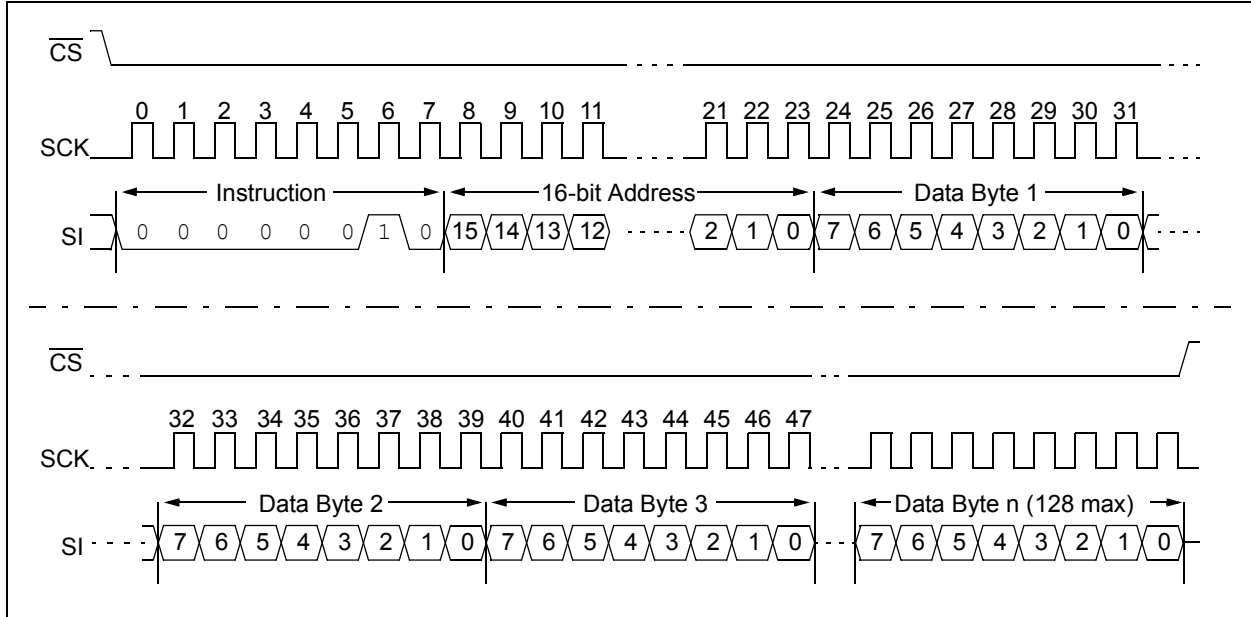 CS
0 1 2 3 4 5 6 7 8 9 10 11 21 22 23 24 25 26 27 28 29 30 31
SCK
Instruction 16-bit Address Data Byte 1
SI 0 0 0 0 0 0 1 0 15 14 13 12 2 1 0 7 6 5 4 3 2 1 0
CS
32 33 34 35 36 37 38 39 40 41 42 43 44 45 46 47
SCK
Data Byte 2 Data Byte 3 Data Byte n (128 max)
SI 7 6 5 4 3 2 1 0 7 6 5 4 3 2 1 0 7 6 5 4 3 2 1 0